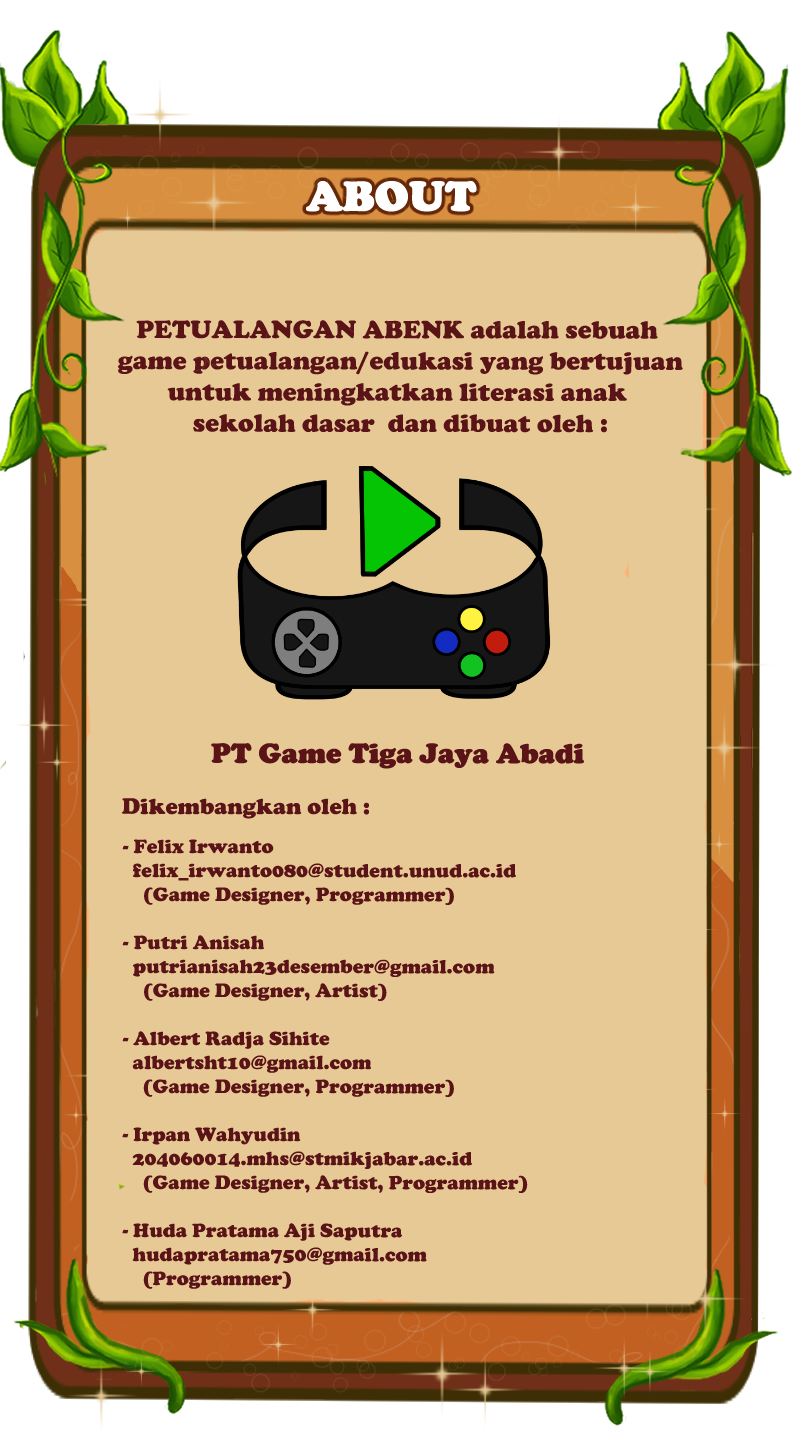 ABOUT
PETUALANGAN ABENK adalah sebuah
game petualangan/edukasi yang bertujuan
untuk meningkatkan literasi anak
sekolah dasar  dan dibuat oleh :
PT Game Tiga Jaya Abadi
Dikembangkan oleh :
- Felix Irwanto
felix_irwanto080@student.unud.ac.id
(Game Designer, Programmer)
- Putri Anisah
putrianisah23desember@gmail.com
(Game Designer, Artist)
- Albert Radja Sihite
albertsht10@gmail.com
(Game Designer, Programmer)
- Irpan Wahyudin
204060014.mhs@stmikjabar.ac.id
(Game Designer, Artist, Programmer)
- Huda Pratama Aji Saputra
hudapratama750@gmail.com
(Programmer)